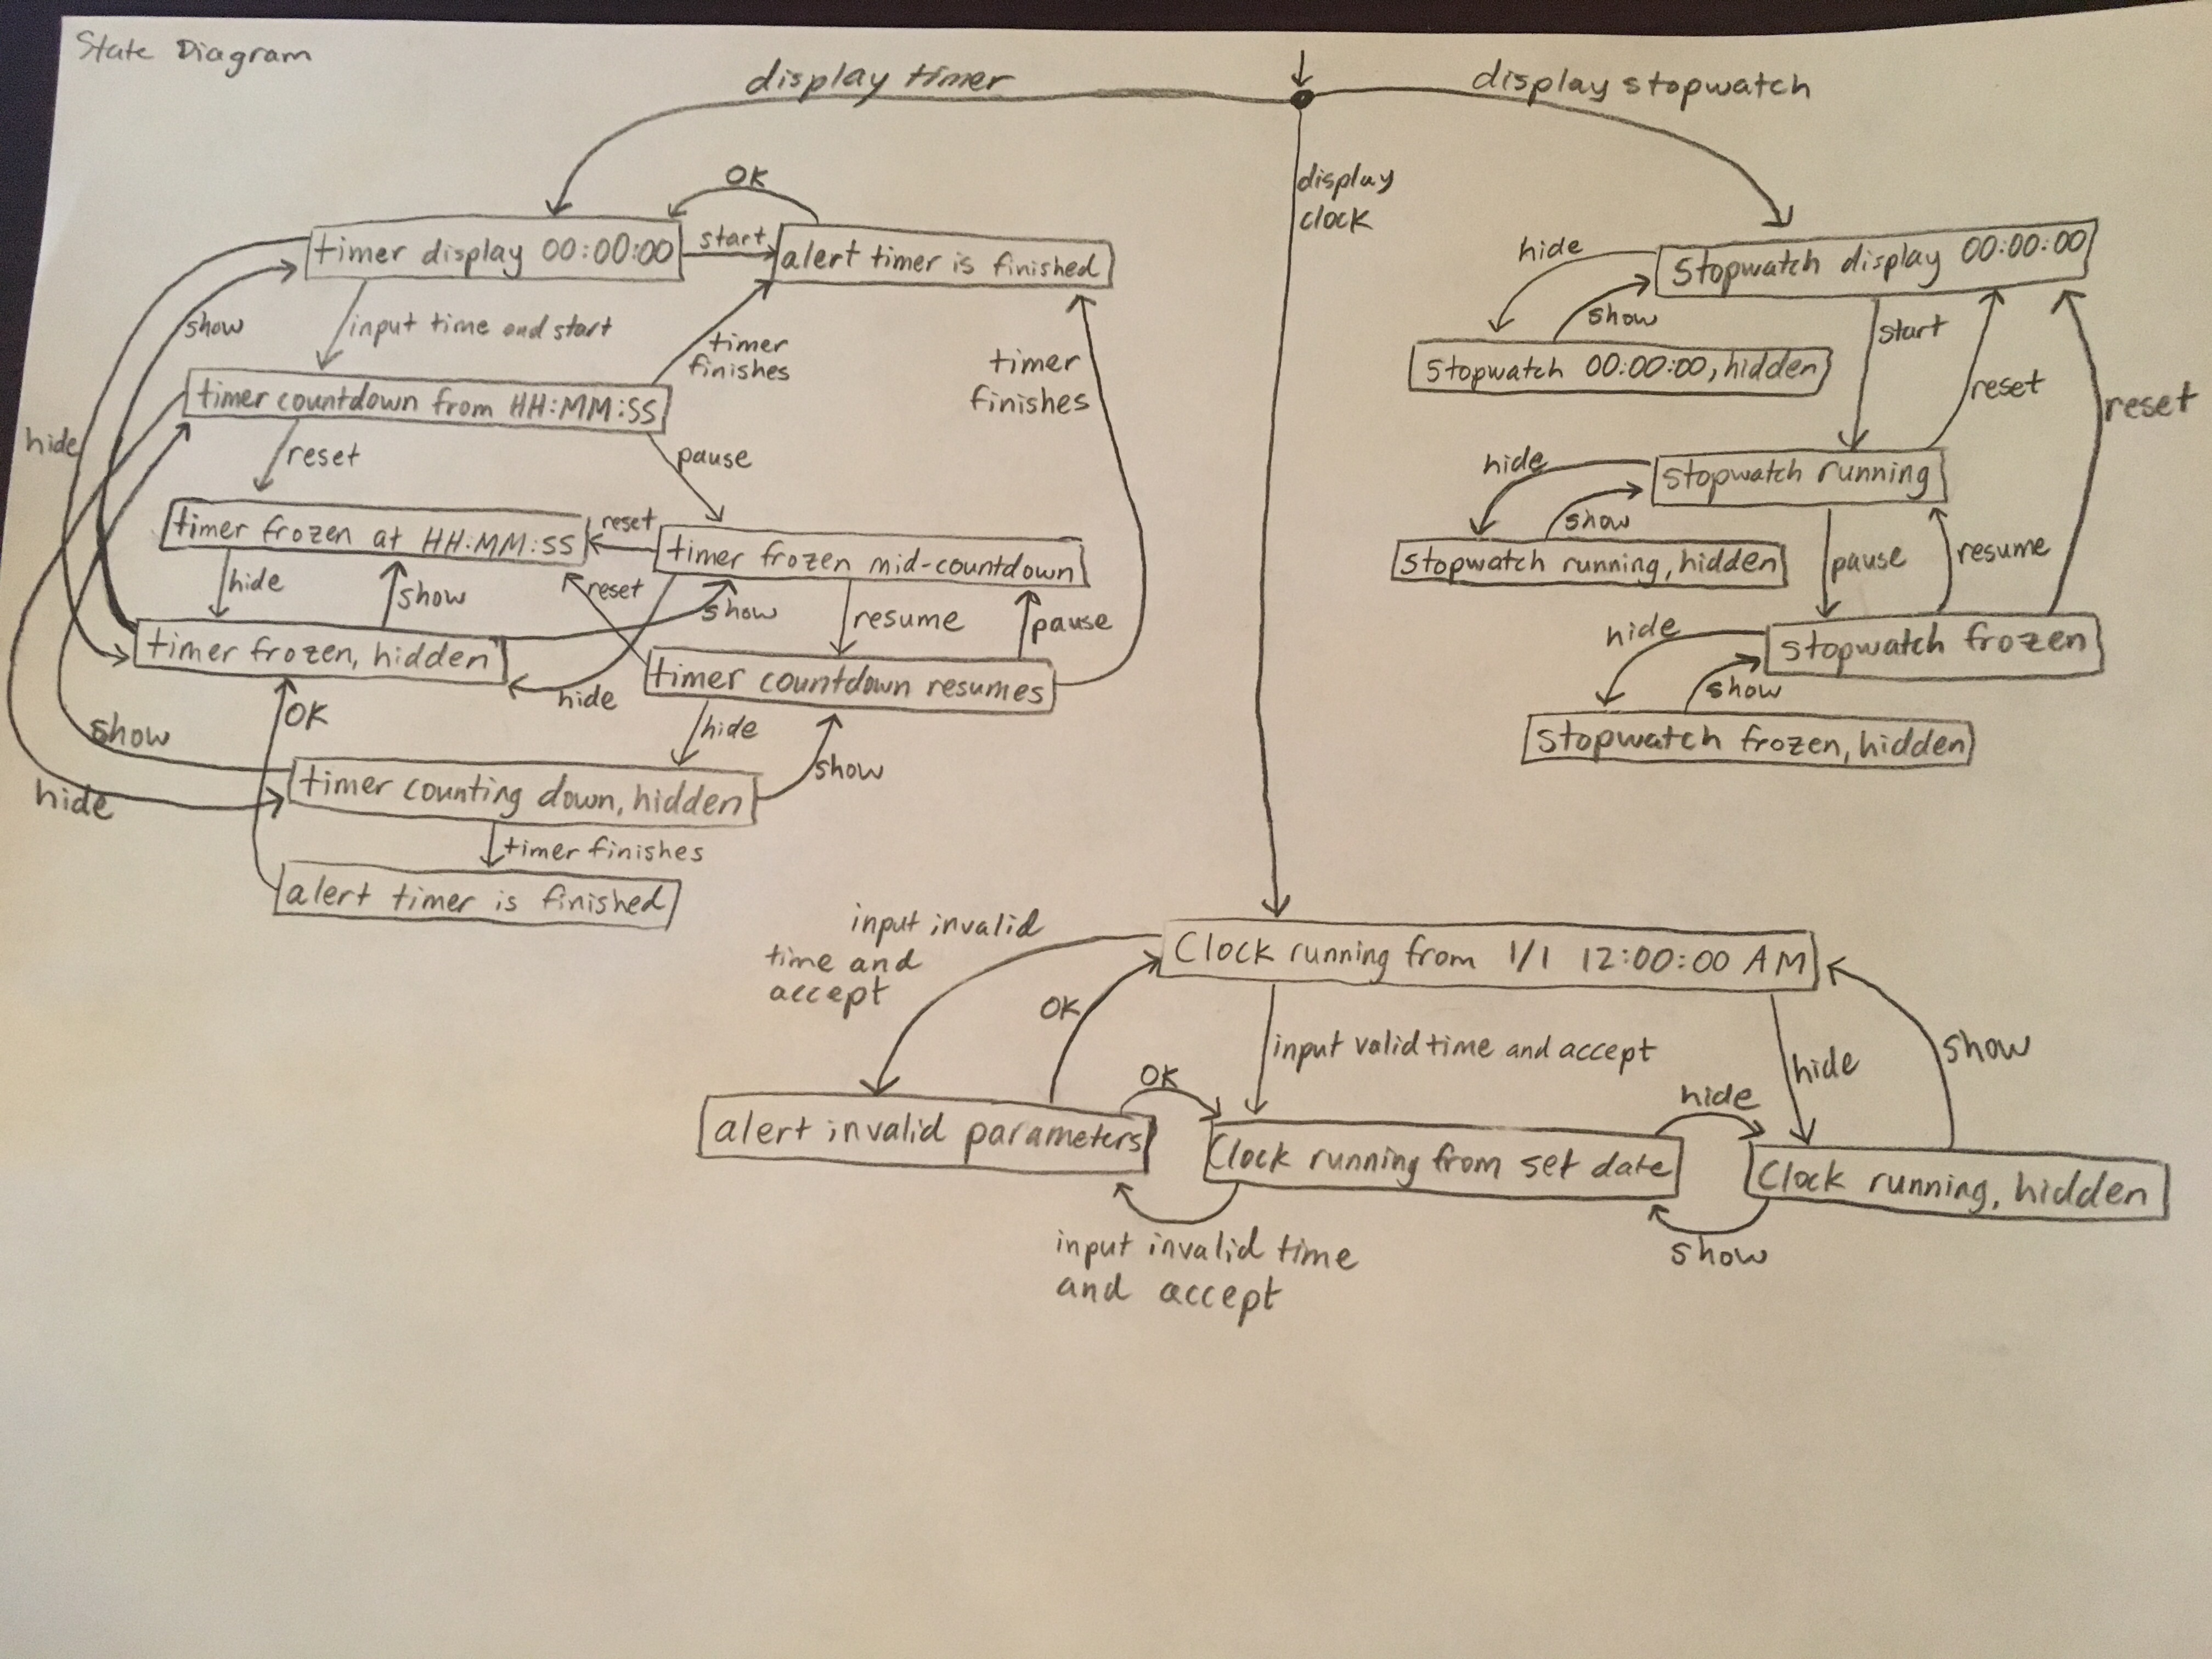 State Diagram
display timer
display stopwatch
display
clock
OK
timer display 00:00:00
start
alert timer is finished
show
input time and start
timer
finishes
timer
finishes
hide
timer countdown from HH:MM:SS
reset
pause
timer frozen at HH:MM:SS
reset
timer frozen mid-countdown
hide
show
reset
show
resume
pause
timer frozen, hidden
hide
timer countdown resumes
OK
hide
show
show
hide
timer counting down, hidden
timer finishes
alert timer is finished
hide
Stopwatch display 00:00:00
show
start
Stopwatch 00:00:00, hidden
reset
reset
hide
stopwatch running
show
stopwatch running, hidden
pause
resume
hide
stopwatch frozen
show
stopwatch frozen, hidden
input invalid
time and
accept
Clock running from 1/1 12:00:00 AM
OK
input valid time and accept
hide
show
OK
hide
alert invalid parameters
Clock running from set date
Clock running, hidden
input invalid time
and accept
show